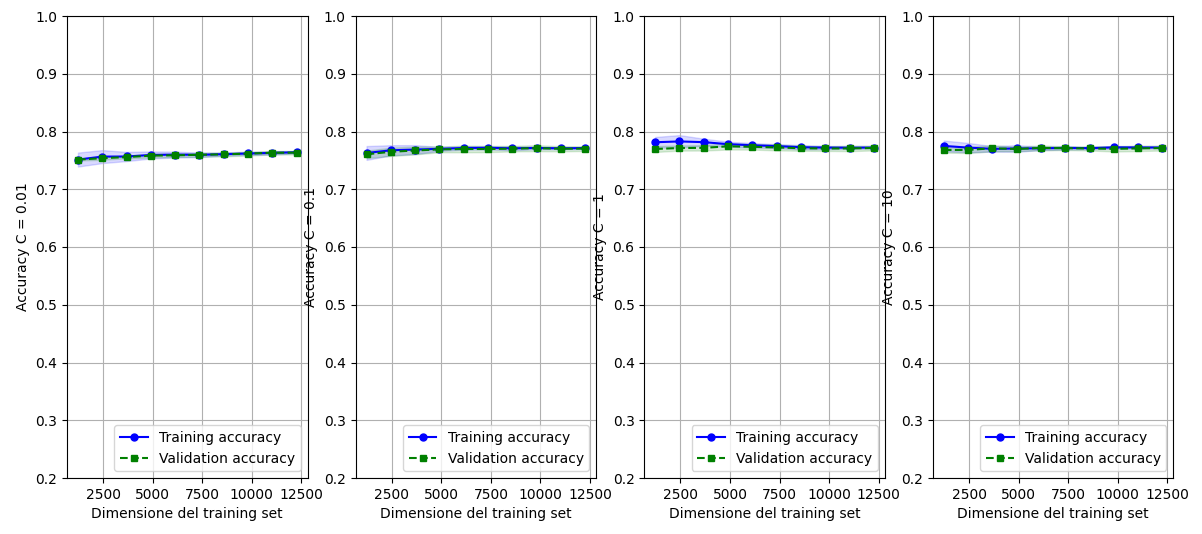 Accuracy C = 0.01
1.0
0.9
0.8
0.7
0.6
0.5
0.4
0.3
0.2
Training accuracy
Validation accuracy
2500 5000 7500 10000 12500
Dimensione del training set
Accuracy C = 0.1
1.0
0.9
0.8
0.7
0.6
0.5
0.4
0.3
0.2
Training accuracy
Validation accuracy
2500 5000 7500 10000 12500
Dimensione del training set
Accuracy C = 1
1.0
0.9
0.8
0.7
0.6
0.5
0.4
0.3
0.2
Training accuracy
Validation accuracy
2500 5000 7500 10000 12500
Dimensione del training set
Accuracy C = 10
1.0
0.9
0.8
0.7
0.6
0.5
0.4
0.3
0.2
Training accuracy
Validation accuracy
2500 5000 7500 10000 12500
Dimensione del training set